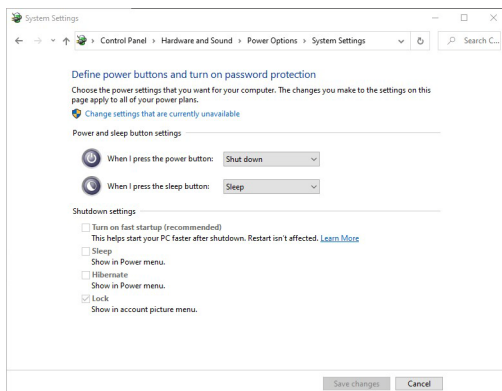 System Settings
Control Panel > Hardware and Sound > Power Options > System Settings
Search C...
Define power buttons and turn on password protection
Choose the power settings that you want for your computer. The changes you make to the settings on this
page apply to all of your power plans.
Change settings that are currently unavailable
Power and sleep button settings
When I press the power button: Shut down
When I press the sleep button: Sleep
Shutdown settings
Turn on fast startup (recommended)
This helps start your PC faster after shutdown. Restart isn't affected. Learn More
Sleep
Show in Power menu.
Hibernate
Show in Power menu.
Lock
Show in account picture menu.
Save changes Cancel